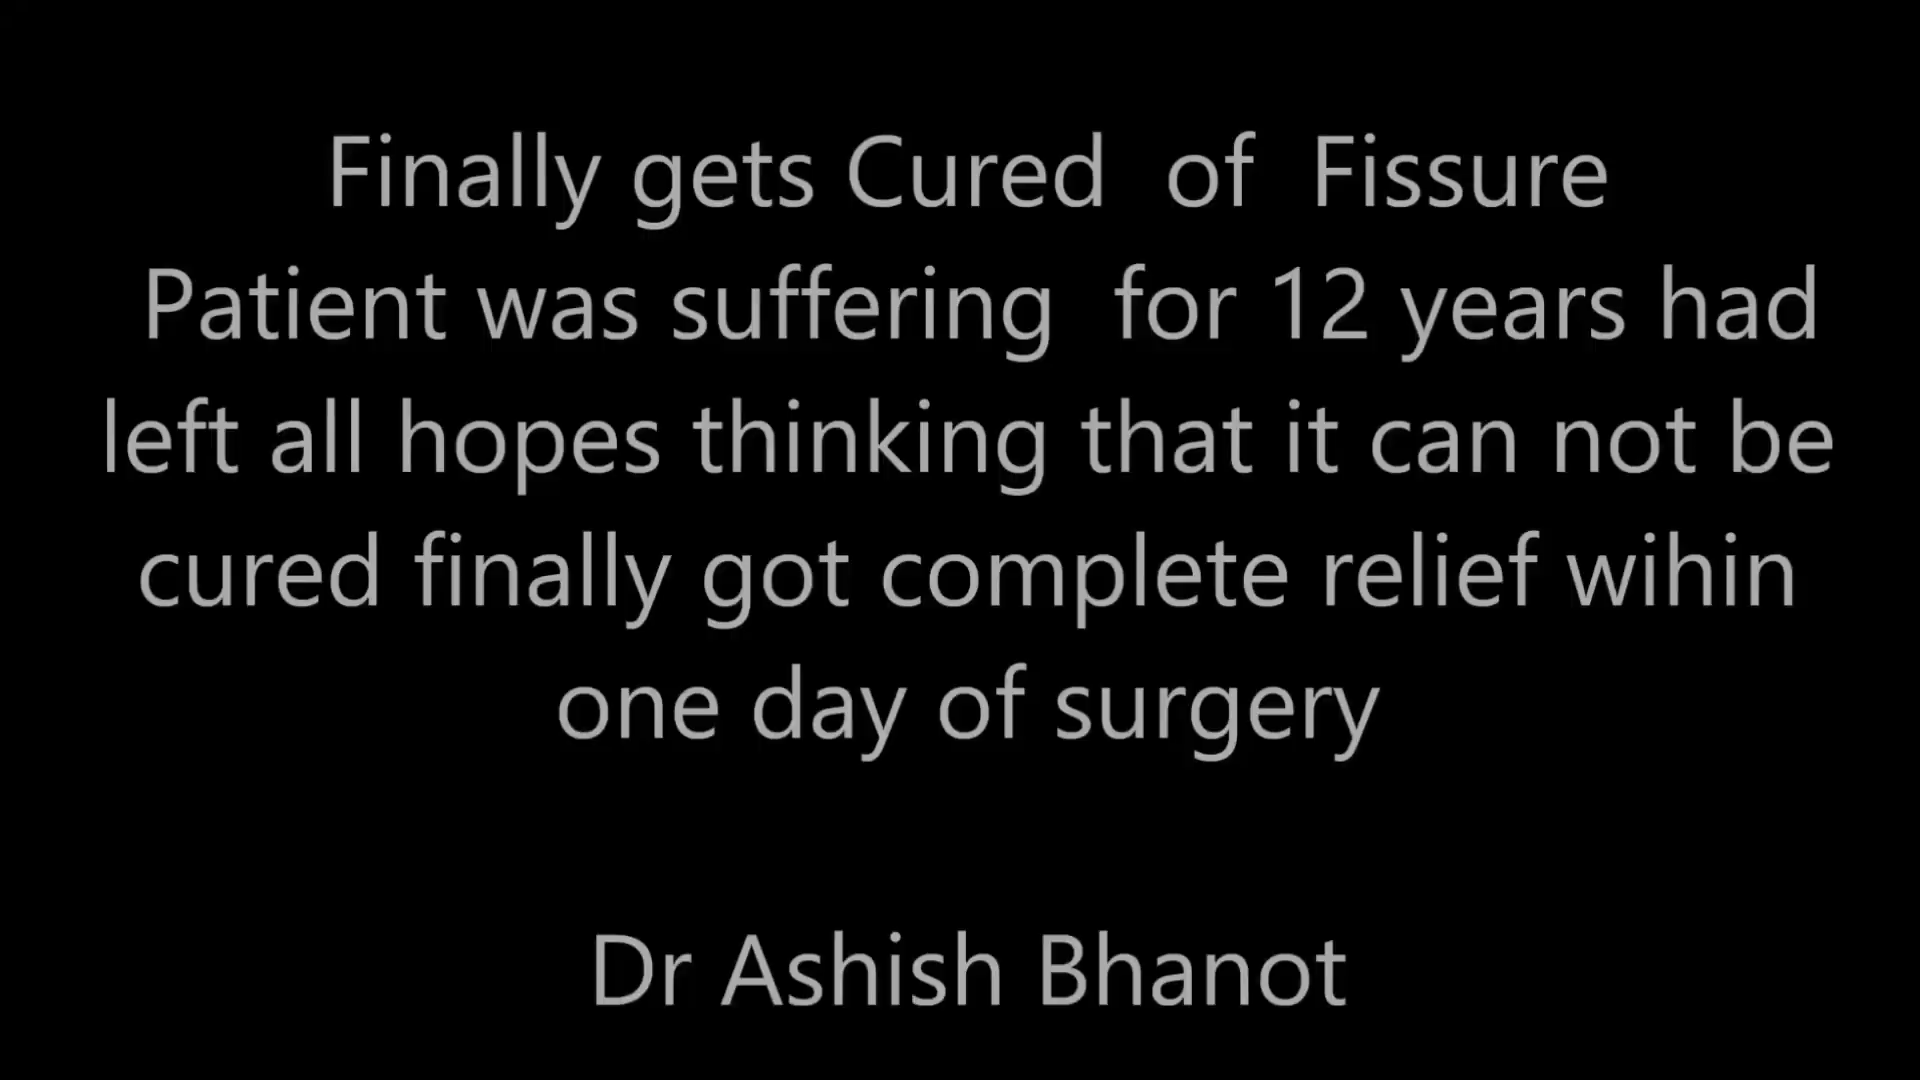 Finally gets Cured of Fissure
Patient was suffering for 12 years had
left all hopes thinking that it can not be
cured finally got complete relief wihin
one day of surgery
Dr Ashish Bhanot